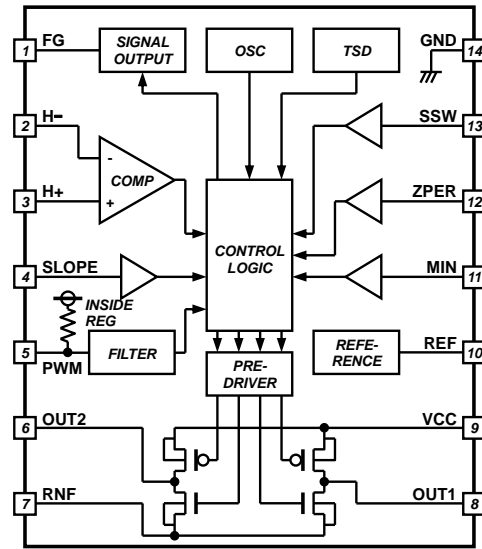 FG
SIGNAL
OUTPUT
OSC
TSD
GND
1
14
H-
SSW
2
13
-
COMP
+
H+
ZPER
3
12
CONTROL
LOGIC
SLOPE
MIN
4
11
INSIDE
REG
PWM
FILTER
5
REFE-
RENCE
REF
10
PRE-
DRIVER
OUT2
VCC
6
9
RNF
OUT1
7
8